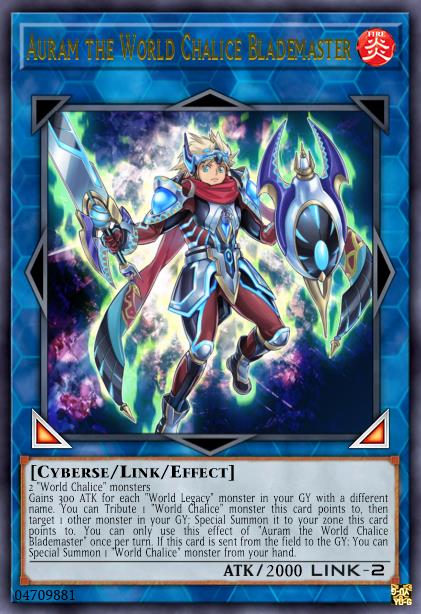 AURAM THE WORLD CHALICE BLADEMASTER
FIRE
炎
[CYBERSE/LINK/EFFECT]
2 "World Chalice" monsters
Gains 300 ATK for each "World Legacy" monster in your GY with a different
name. You can Tribute 1 "World Chalice" monster this card points to, then
target 1 other monster in your GY; Special Summon it to your zone this card
points to. You can only use this effect of "Auram the World Chalice
Blademaster" once per turn. If this card is sent from the field to the GY: You can
Special Summon 1 "World Chalice" monster from your hand.
ATK/2000 LINK-2
04709881